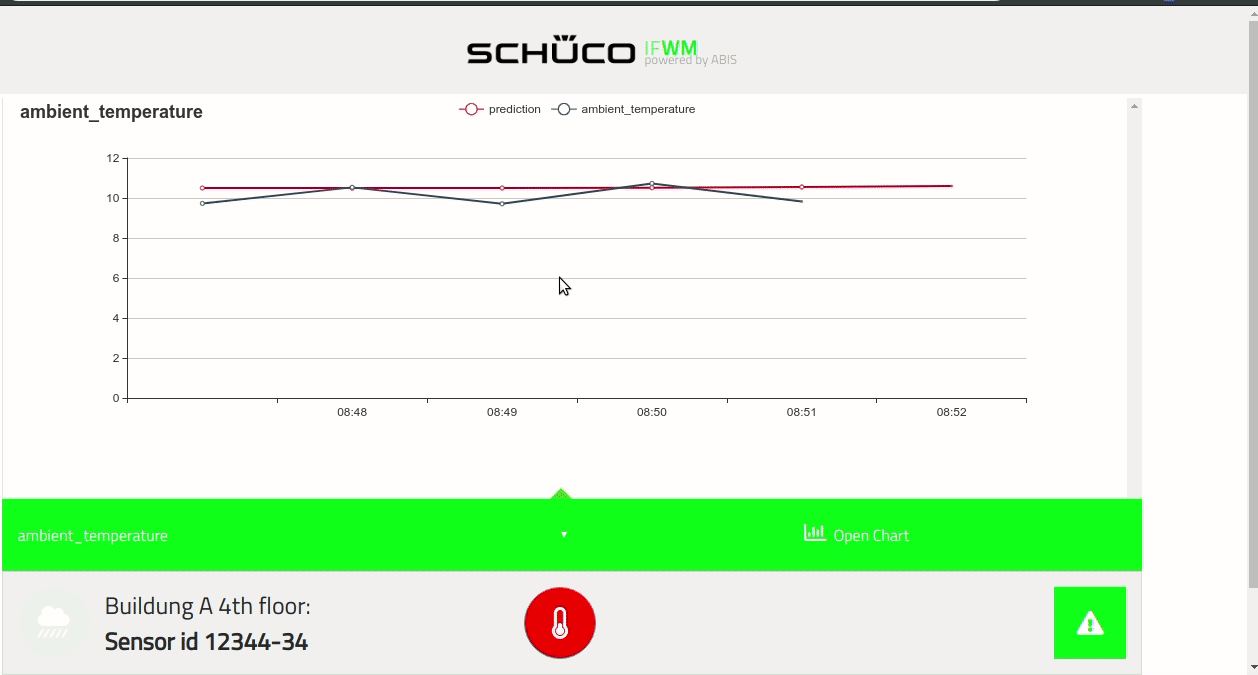 SCHÜCO IFWM
powered by ABIS
ambient_temperature
prediction ambient_temperature
12
10
8
6
4
2
0
08:48 08:49 08:50 08:51 08:52
ambient_temperature
Open Chart
Buildung A 4th floor:
Sensor id 12344-34